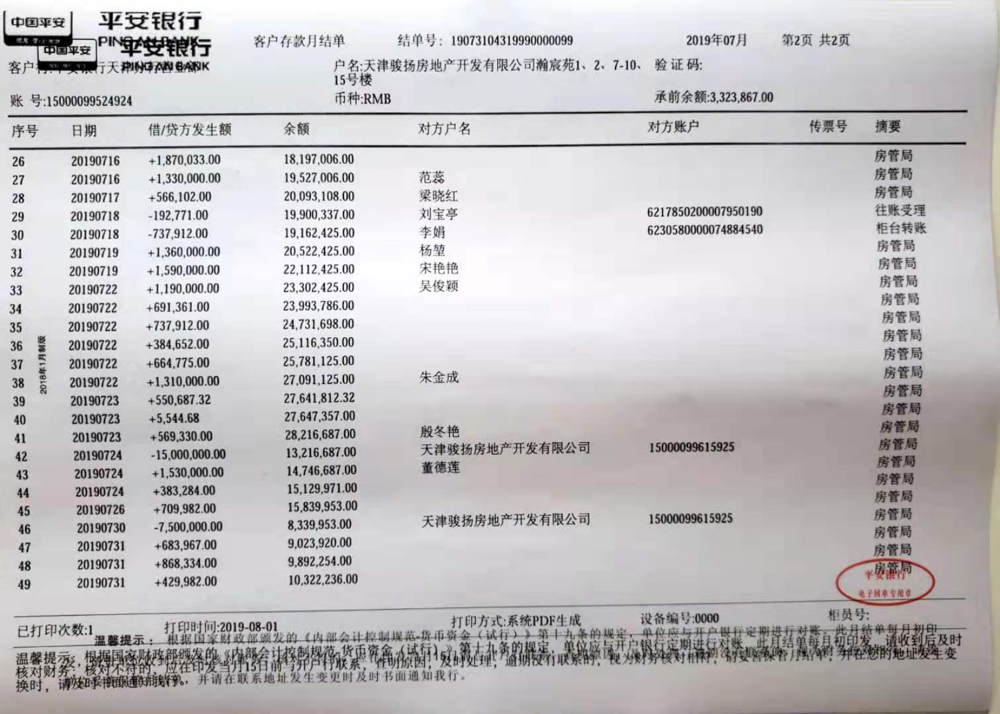 中国平安 平安银行
PING AN BANK
中国平安 平安银行
PING AN BANK
客户存款月结单 结单号: 19073104319990000099 2019年07月 第2页 共2页
客户 户名:天津骏扬房地产开发有限公司瀚宸苑1、2、7-10、 验证码:
15号楼
账 号:15000099524924 币种:RMB 承前余额:3,323,867.00
序号 日期 借/贷方发生额 余额 对方户名 对方账户 传票号 摘要
26 20190716 +1,870,033.00 18,197,006.00 房管局
27 20190716 +1,330,000.00 19,527,006.00 范蕊 房管局
28 20190717 +566,102.00 20,093,108.00 梁晓红 房管局
29 20190718 -192,771.00 19,900,337.00 刘宝亭 6217850200007950190 往账受理
30 20190718 -737,912.00 19,162,425.00 李娟 6230580000074884540 柜台转账
31 20190719 +1,360,000.00 20,522,425.00 杨堃 房管局
32 20190719 +1,590,000.00 22,112,425.00 宋艳艳 房管局
33 20190722 +1,190,000.00 23,302,425.00 吴俊颖 房管局
34 20190722 +691,361.00 23,993,786.00 房管局
35 20190722 +737,912.00 24,731,698.00 房管局
36 20190722 +384,652.00 25,116,350.00 房管局
37 20190722 +664,775.00 25,781,125.00 房管局
38 20190722 +1,310,000.00 27,091,125.00 朱金成 房管局
39 20190723 +550,687.32 27,641,812.32 房管局
40 20190723 +5,544.68 27,647,357.00 房管局
41 20190723 +569,330.00 28,216,687.00 殷冬艳 房管局
42 20190724 -15,000,000.00 13,216,687.00 天津骏扬房地产开发有限公司 15000099615925 房管局
43 20190724 +1,530,000.00 14,746,687.00 董德莲 房管局
44 20190724 +383,284.00 15,129,971.00 房管局
45 20190726 +709,982.00 15,839,953.00 房管局
46 20190730 -7,500,000.00 8,339,953.00 天津骏扬房地产开发有限公司 15000099615925 房管局
47 20190731 +683,967.00 9,023,920.00 房管局
48 20190731 +868,334.00 9,892,254.00 房管局
49 20190731 +429,982.00 10,322,236.00 房管局
2018年1月制版
平安银行
电子回单专用章
已打印次数:1 打印时间:2019-08-01 打印方式:系统PDF生成 设备编号:0000 柜员号:
温馨提示: 根据国家财政部颁发的《内部会计控制规范-货币资金（试行）》第十九条的规定，单位应与开户银行定期进行对账。此月结单每月初印
温馨提示: 根据国家财政部颁发的《内部会计控制规范-货币资金（试行）》第十九条的规定，单位应与开户银行定期进行对账。此月结单每月初印发，请收到后及时
核对财务，核对不符的，应在印发当月15日前与开户行联系，查明原因，及时处理，逾期没有联系的，视为财务核对相符，请妥善保管月结单，并在您的地址发生变
换时，请及时书面通知我行。
并请在联系地址发生变更时及时书面通知我行。